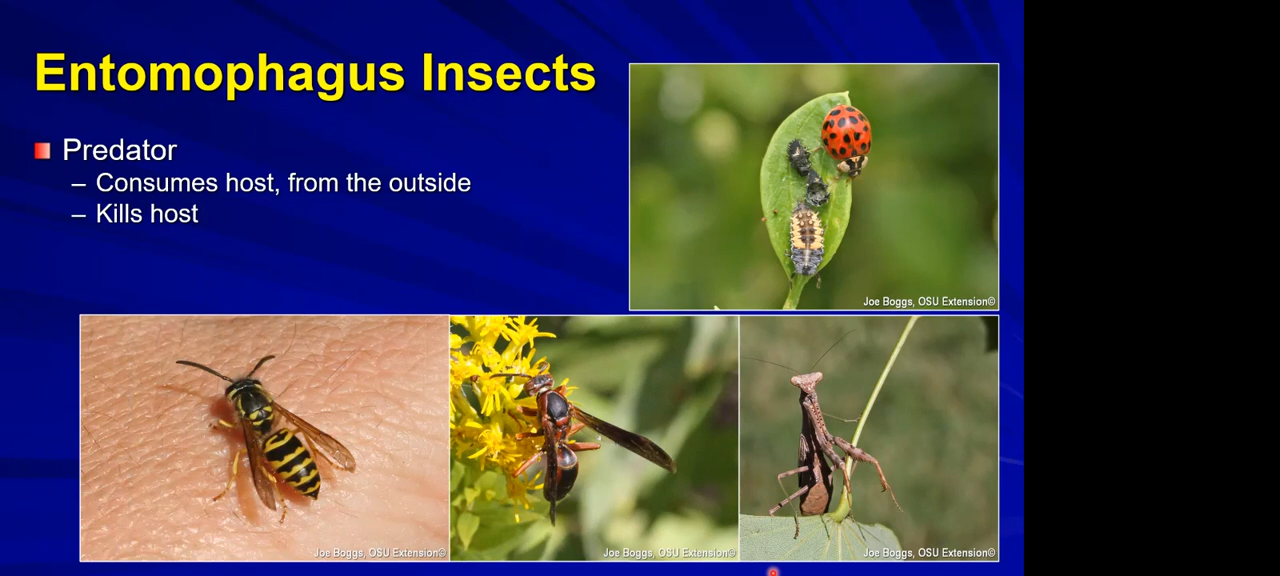 Entomophagus Insects
Predator
– Consumes host, from the outside
– Kills host
Joe Boggs, OSU Extension©
Joe Boggs, OSU Extension©
Joe Boggs, OSU Extension©
Joe Boggs, OSU Extension©